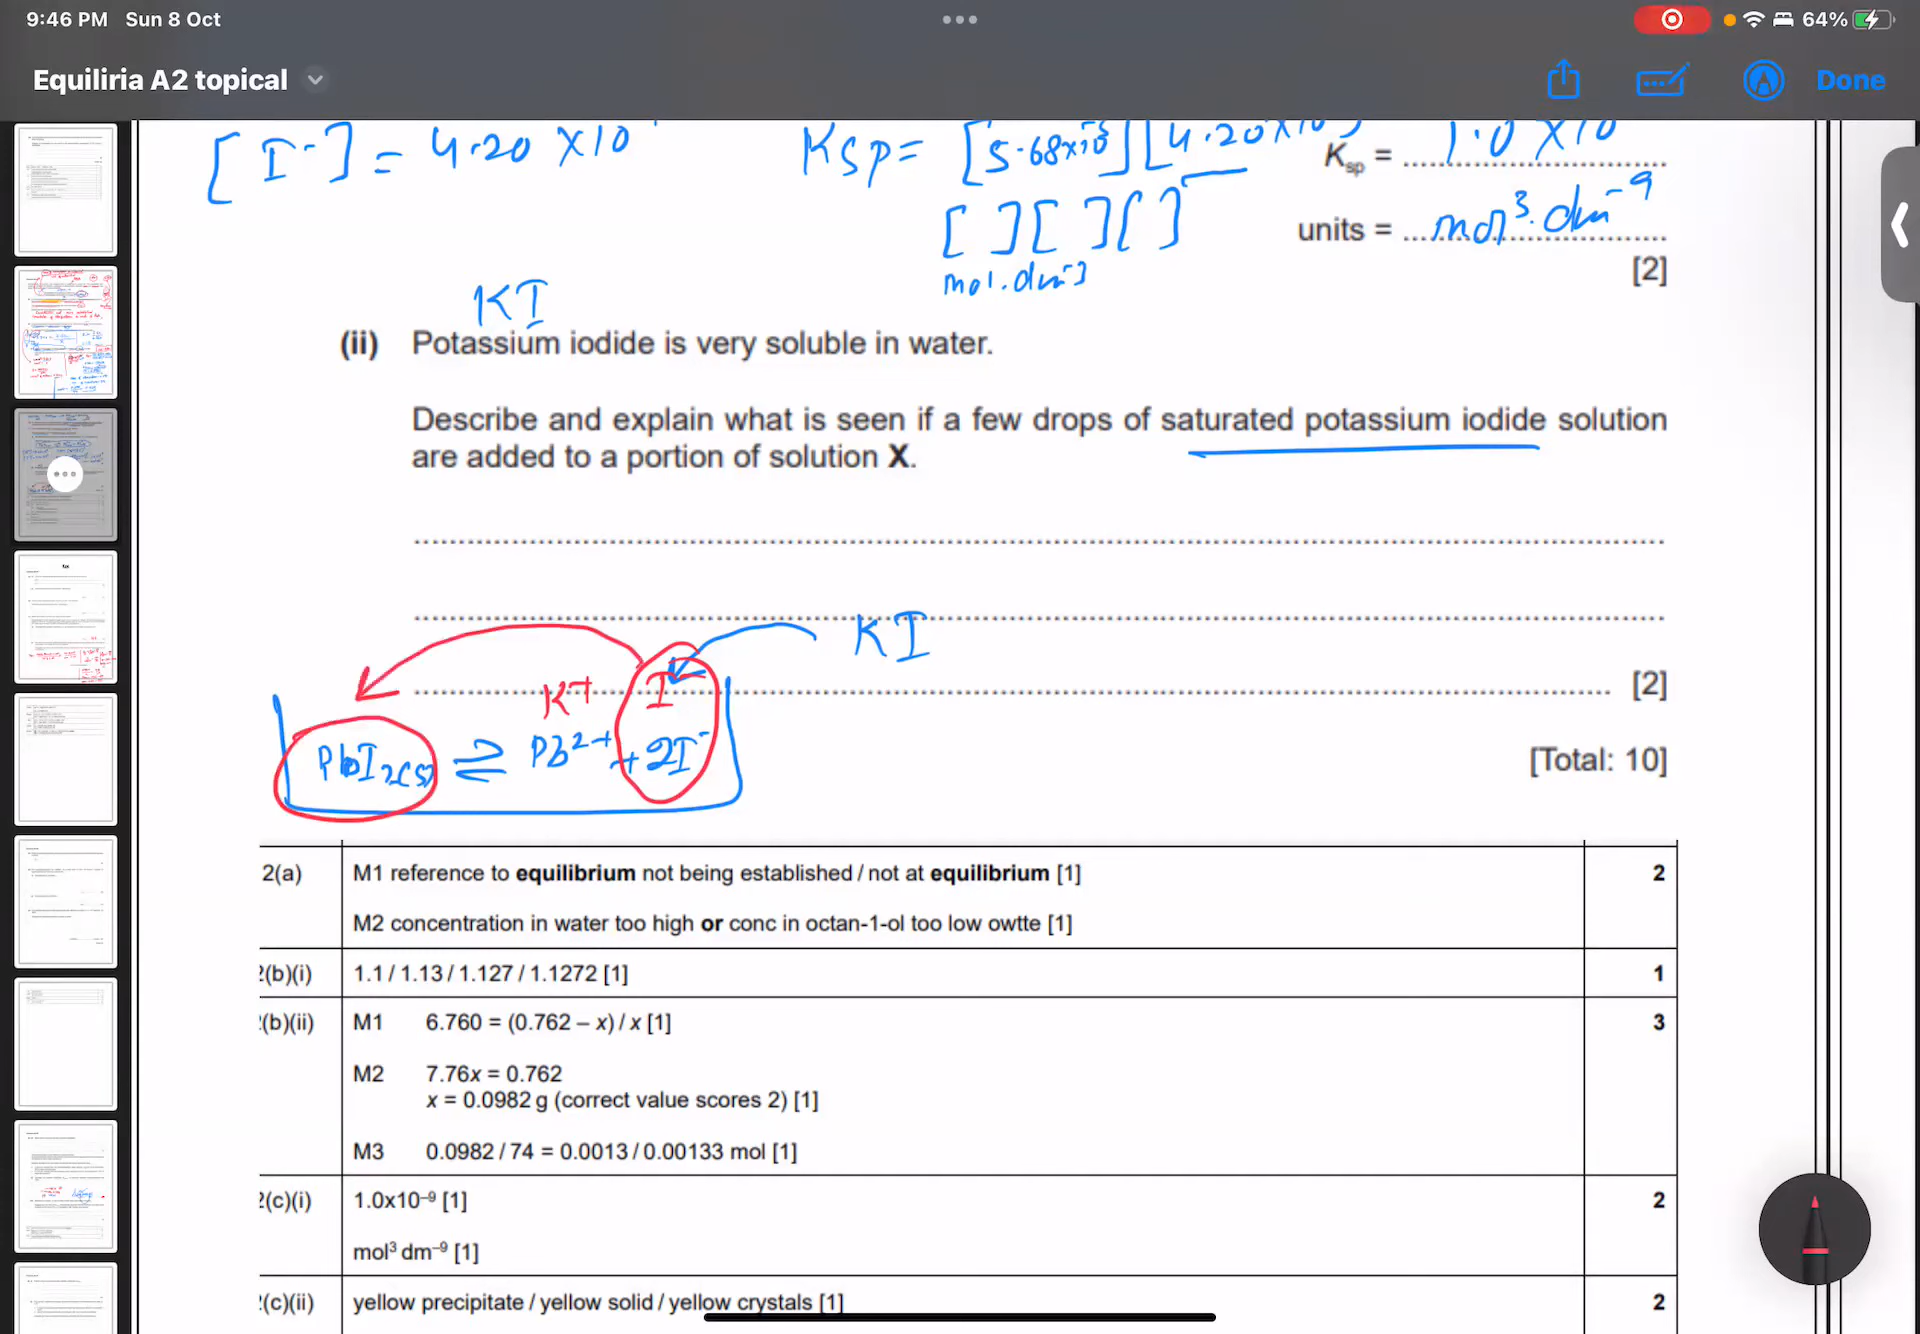 9:46 PM Sun 8 Oct
64%
Equiliria A2 topical
Done
[I⁻] = 4.20 × 10
Ksp = [5.68×10⁻³][4.20×10
Ksp = 1.0 × 10
[ ][ ][ ]
mol.dm⁻³
units = mol³.dm⁻⁹
[2]
KI
(ii) Potassium iodide is very soluble in water.
Describe and explain what is seen if a few drops of saturated potassium iodide solution
are added to a portion of solution X.
KI
K⁺ I⁻
[2]
PbI₂(s) ⇌ Pb²⁺ + 2I⁻
[Total: 10]
2(a) M1 reference to equilibrium not being established / not at equilibrium [1] 2
M2 concentration in water too high or conc in octan-1-ol too low owtte [1]
2(b)(i) 1.1 / 1.13 / 1.127 / 1.1272 [1] 1
(b)(ii) M1 6.760 = (0.762 – x) / x [1] 3
M2 7.76x = 0.762
x = 0.0982 g (correct value scores 2) [1]
M3 0.0982 / 74 = 0.0013 / 0.00133 mol [1]
2(c)(i) 1.0x10⁻⁹ [1] 2
mol³ dm⁻⁹ [1]
(c)(ii) yellow precipitate / yellow solid / yellow crystals [1] 2